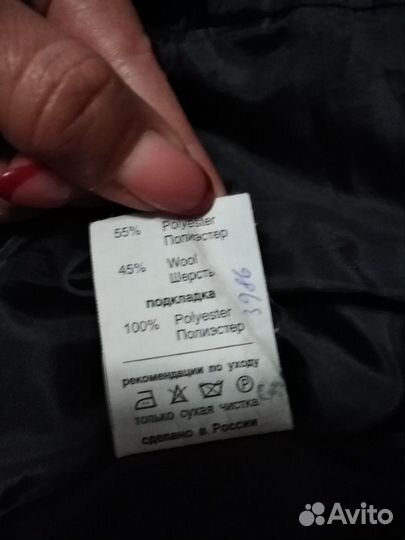 55% Polyester
Полиэстер
45% Wool
Шерсть
подкладка
100% Polyester
Полиэстер
3986
рекомендации по уходу
P
только сухая чистка
сделано в России
Avito